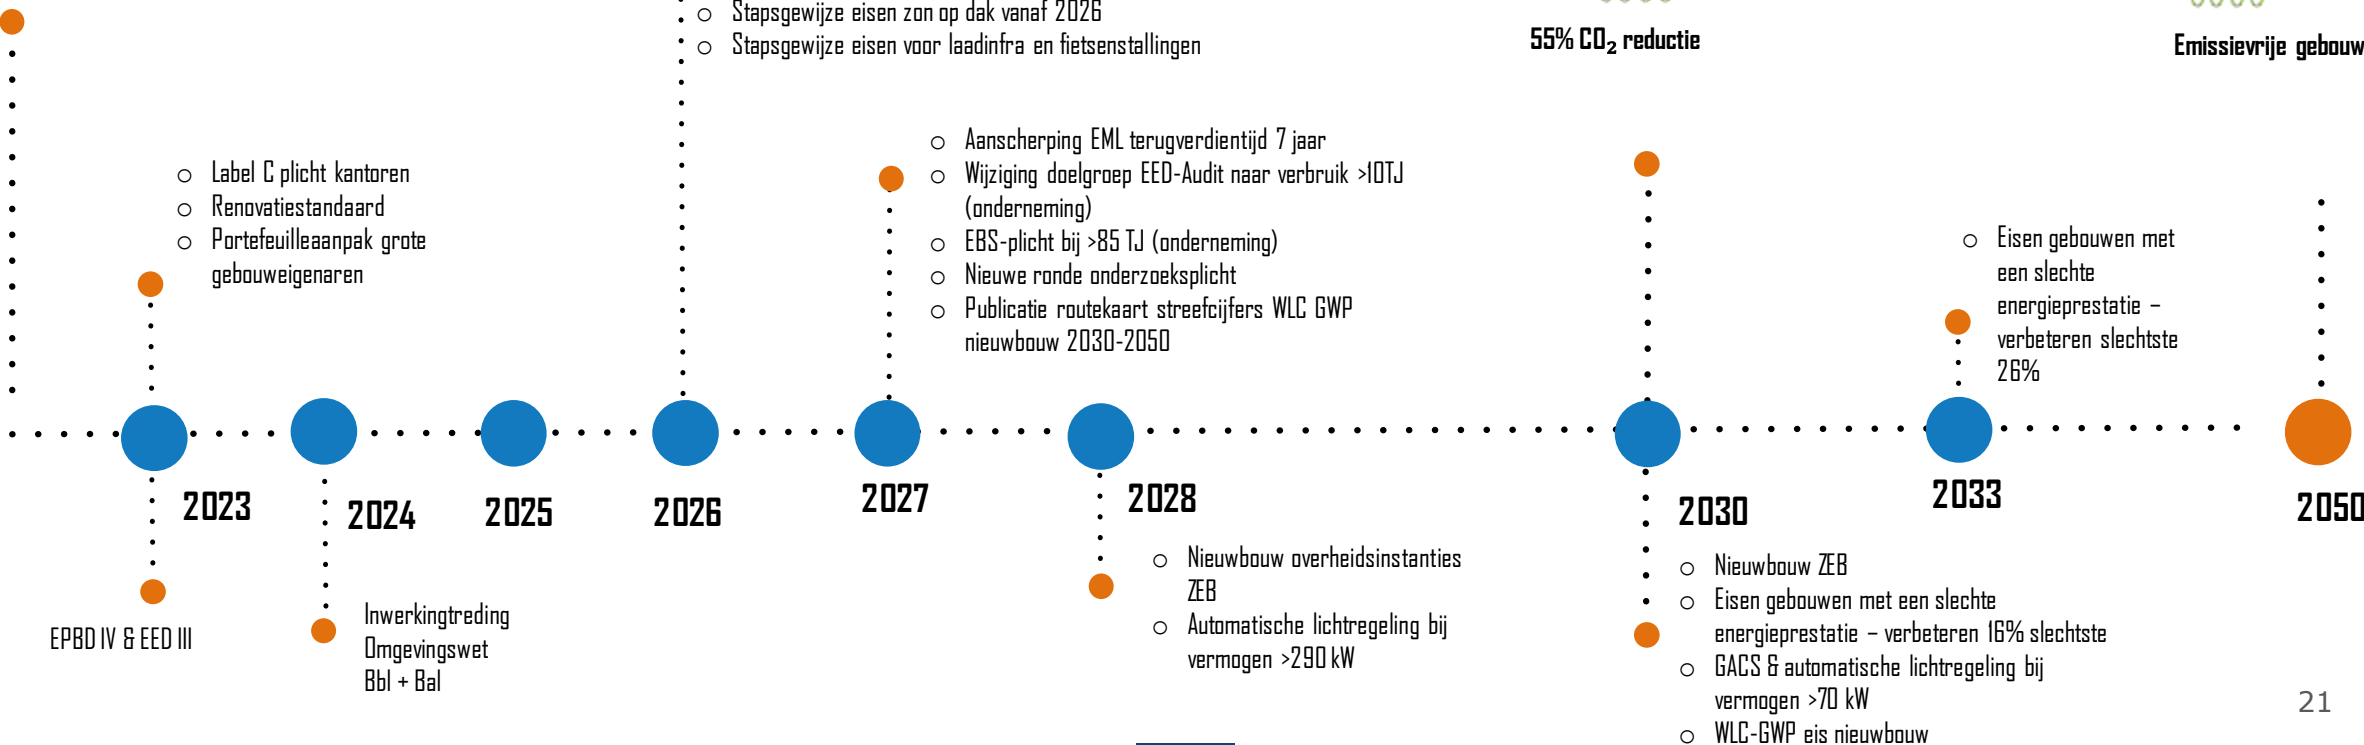 Stapsgewijze eisen zon op dak vanaf 2026
Stapsgewijze eisen voor laadinfra en fietsenstallingen
55% CO₂ reductie
Emissievrije gebouw
Label C plicht kantoren
Renovatiestandaard
Portefeuilleaanpak grote
gebouweigenaren
Aanscherping EML terugverdientijd 7 jaar
Wijziging doelgroep EED-Audit naar verbruik >10TJ
(onderneming)
EBS-plicht bij >85 TJ (onderneming)
Nieuwe ronde onderzoeksplicht
Publicatie routekaart streefcijfers WLC GWP
nieuwbouw 2030-2050
Eisen gebouwen met
een slechte
energieprestatie –
verbeteren slechtste
26%
2023
2024
2025
2026
2027
2028
2030
2033
2050
EPBD IV & EED III
Inwerkingtreding
Omgevingswet
Bbl + Bal
Nieuwbouw overheidsinstanties
ZEB
Automatische lichtregeling bij
vermogen >290 kW
Nieuwbouw ZEB
Eisen gebouwen met een slechte
energieprestatie – verbeteren 16% slechtste
GACS & automatische lichtregeling bij
vermogen >70 kW
WLC-GWP eis nieuwbouw
21